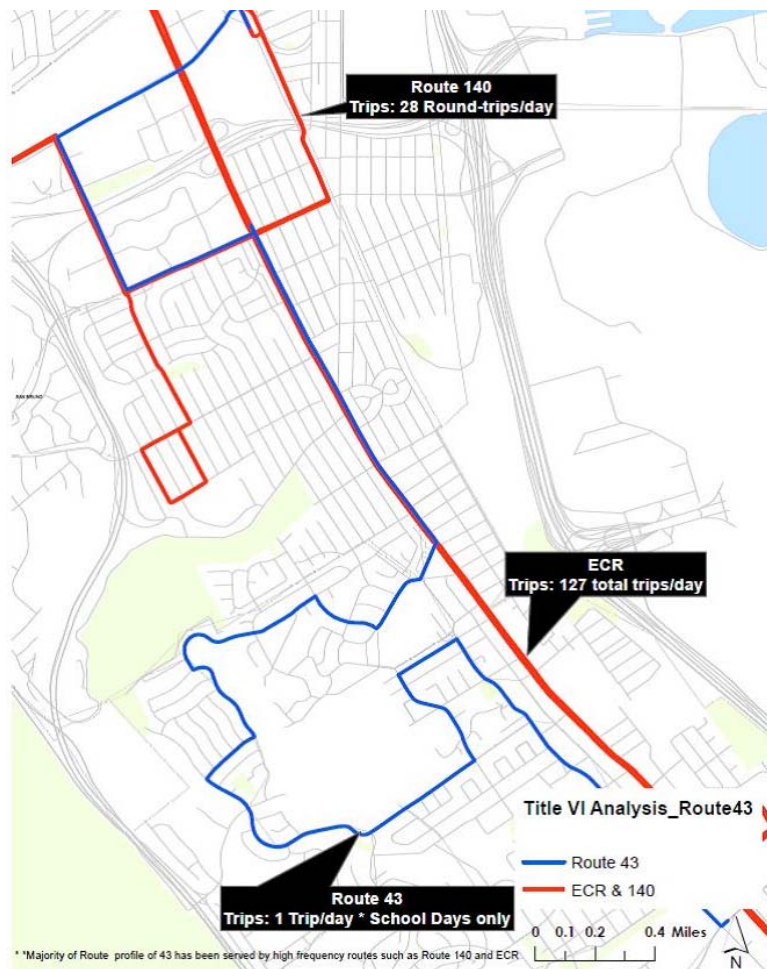 Route 140
Trips: 28 Round-trips/day
SAN BRUNO
ECR
Trips: 127 total trips/day
Title VI Analysis_Route43
Route 43
ECR & 140
Route 43
Trips: 1 Trip/day * School Days only
0 0.1 0.2 0.4 Miles
N
* *Majority of Route profile of 43 has been served by high frequency routes such as Route 140 and ECR